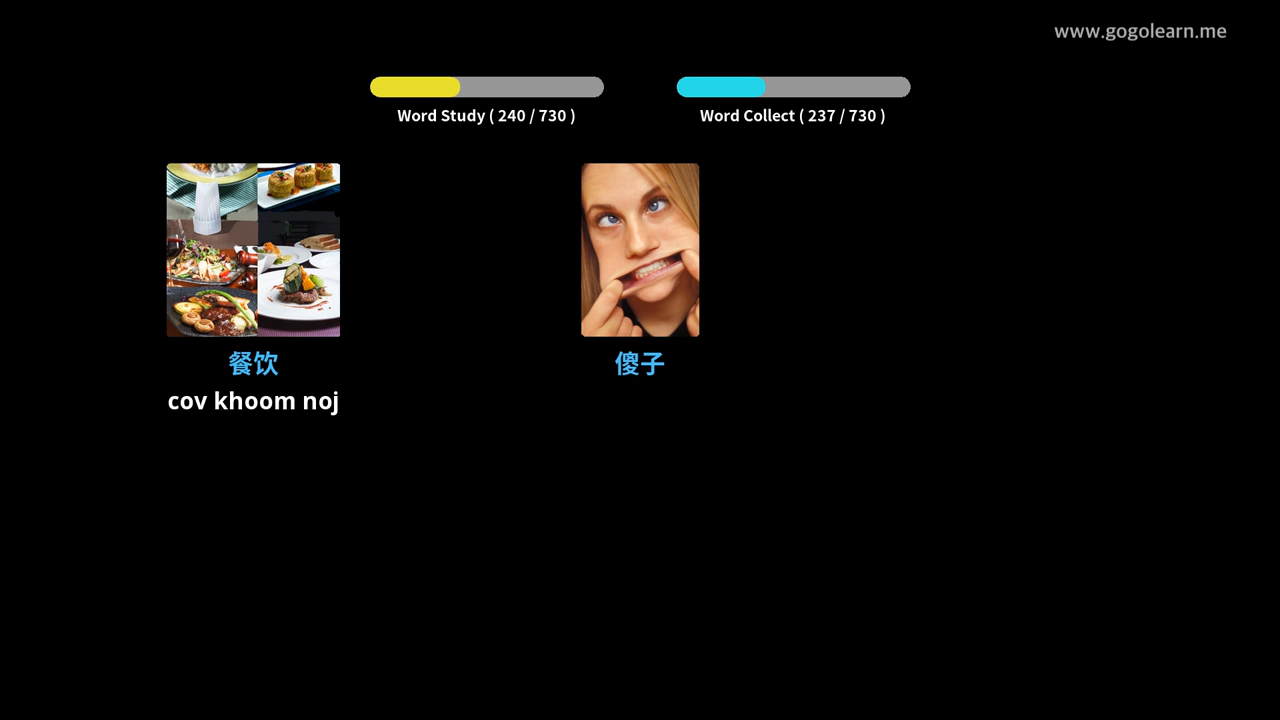 www.gogolearn.me
Word Study ( 240 / 730 )
Word Collect ( 237 / 730 )
餐饮
cov khoom noj
傻子